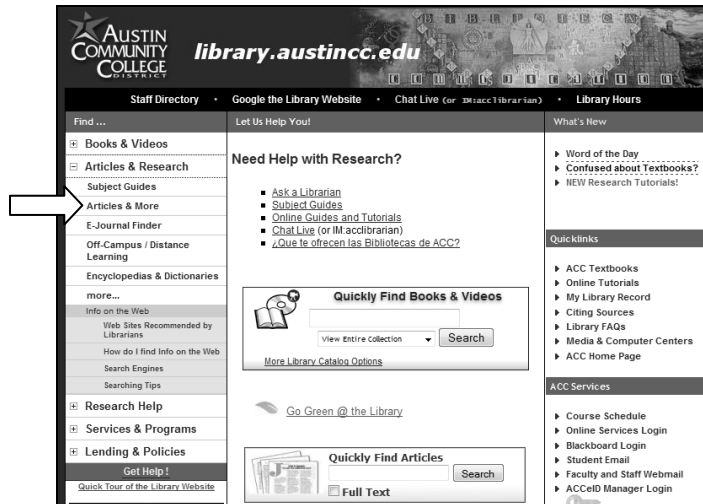 AUSTIN
COMMUNITY
COLLEGE
DISTRICT
library.austincc.edu
Staff Directory · Google the Library Website · Chat Live (or IM:acclibrarian) · Library Hours
Find ...
Books & Videos
Articles & Research
Subject Guides
Articles & More
E-Journal Finder
Off-Campus / Distance
Learning
Encyclopedias & Dictionaries
more...
Info on the Web
Web Sites Recommended by
Librarians
How do I find Info on the Web
Search Engines
Searching Tips
Research Help
Services & Programs
Lending & Policies
Get Help !
Quick Tour of the Library Website
Let Us Help You!
Need Help with Research?
Ask a Librarian
Subject Guides
Online Guides and Tutorials
Chat Live (or IM:acclibrarian)
¿Que te ofrecen las Bibliotecas de ACC?
Quickly Find Books & Videos
View Entire Collection Search
More Library Catalog Options
Go Green @ the Library
Quickly Find Articles
Search
Full Text
What's New
Word of the Day
Confused about Textbooks?
NEW Research Tutorials!
Quicklinks
ACC Textbooks
Online Tutorials
My Library Record
Citing Sources
Library FAQs
Media & Computer Centers
ACC Home Page
ACC Services
Course Schedule
Online Services Login
Blackboard Login
Student Email
Faculty and Staff Webmail
ACCeID Manager Login